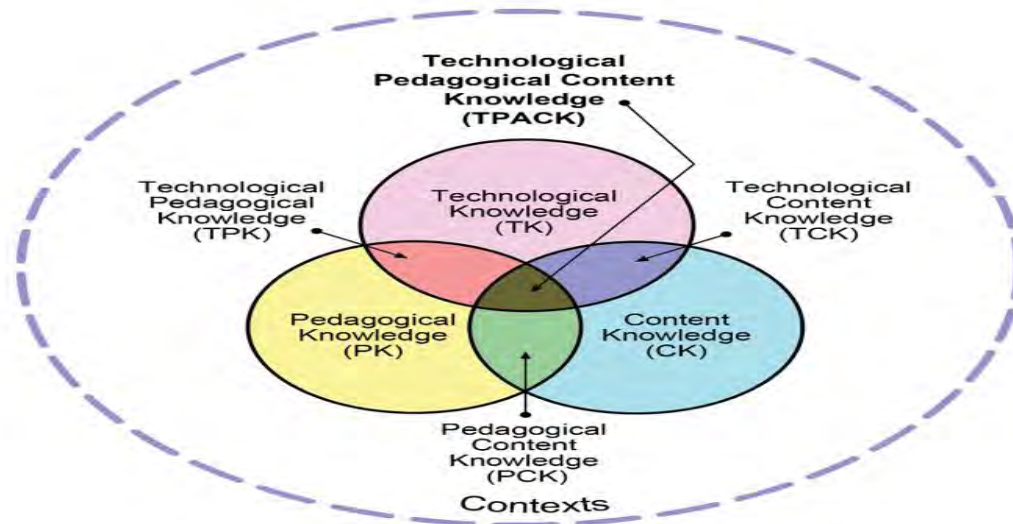 Technological
Pedagogical Content
Knowledge
(TPACK)
Technological
Pedagogical
Knowledge
(TPK)
Technological
Knowledge
(TK)
Technological
Content
Knowledge
(TCK)
Pedagogical
Knowledge
(PK)
Content
Knowledge
(CK)
Pedagogical
Content
Knowledge
(PCK)
Contexts